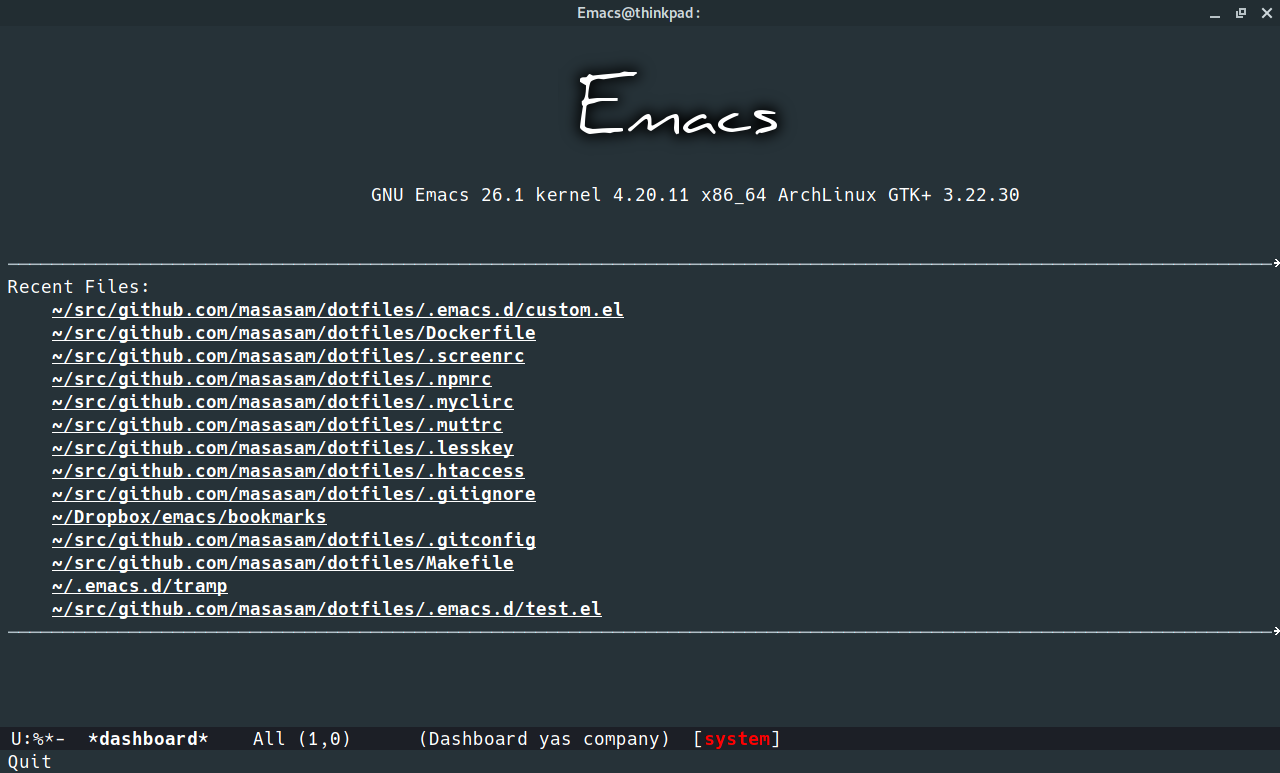 Emacs@thinkpad:
Emacs
GNU Emacs 26.1 kernel 4.20.11 x86_64 ArchLinux GTK+ 3.22.30
Recent Files:
~/src/github.com/masasam/dotfiles/.emacs.d/custom.el
~/src/github.com/masasam/dotfiles/Dockerfile
~/src/github.com/masasam/dotfiles/.screenrc
~/src/github.com/masasam/dotfiles/.npmrc
~/src/github.com/masasam/dotfiles/.myclirc
~/src/github.com/masasam/dotfiles/.muttrc
~/src/github.com/masasam/dotfiles/.lesskey
~/src/github.com/masasam/dotfiles/.htaccess
~/src/github.com/masasam/dotfiles/.gitignore
~/Dropbox/emacs/bookmarks
~/src/github.com/masasam/dotfiles/.gitconfig
~/src/github.com/masasam/dotfiles/Makefile
~/.emacs.d/tramp
~/src/github.com/masasam/dotfiles/.emacs.d/test.el
U:%*-  *dashboard*    All (1,0)      (Dashboard yas company)  [system]
Quit